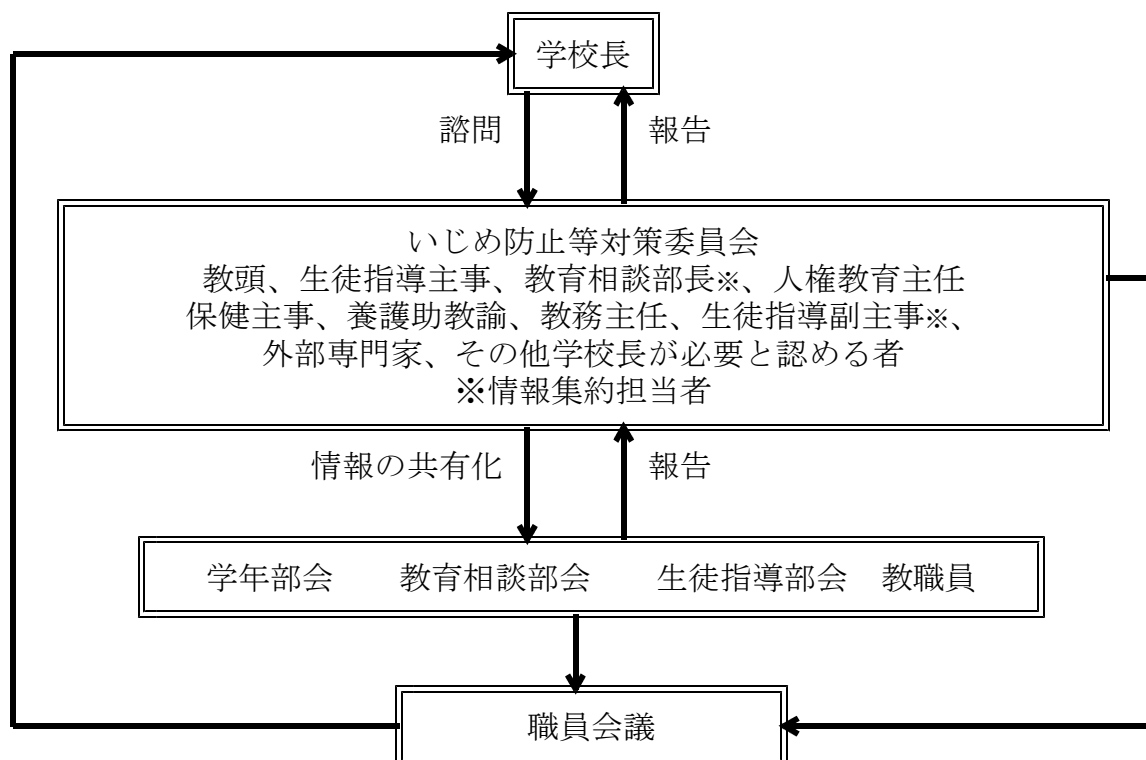 学校長
諮問
報告
いじめ防止等対策委員会
教頭、生徒指導主事、教育相談部長※、人権教育主任
保健主事、養護助教諭、教務主任、生徒指導副主事※、
外部専門家、その他学校長が必要と認める者
※情報集約担当者
情報の共有化
報告
学年部会 教育相談部会 生徒指導部会 教職員
職員会議